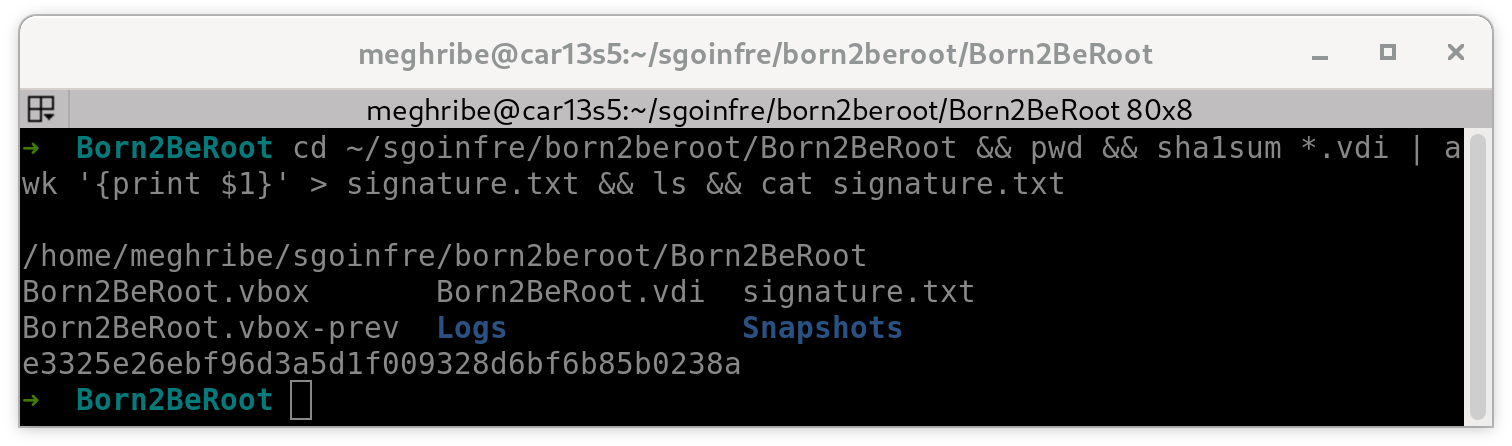 meghribe@car13s5:~/sgoinfre/born2beroot/Born2BeRoot
meghribe@car13s5:~/sgoinfre/born2beroot/Born2BeRoot 80x8
➜  Born2BeRoot cd ~/sgoinfre/born2beroot/Born2BeRoot && pwd && sha1sum *.vdi | a
wk '{print $1}' > signature.txt && ls && cat signature.txt
/home/meghribe/sgoinfre/born2beroot/Born2BeRoot
Born2BeRoot.vbox       Born2BeRoot.vdi  signature.txt
Born2BeRoot.vbox-prev  Logs             Snapshots
e3325e26ebf96d3a5d1f009328d6bf6b85b0238a
➜  Born2BeRoot